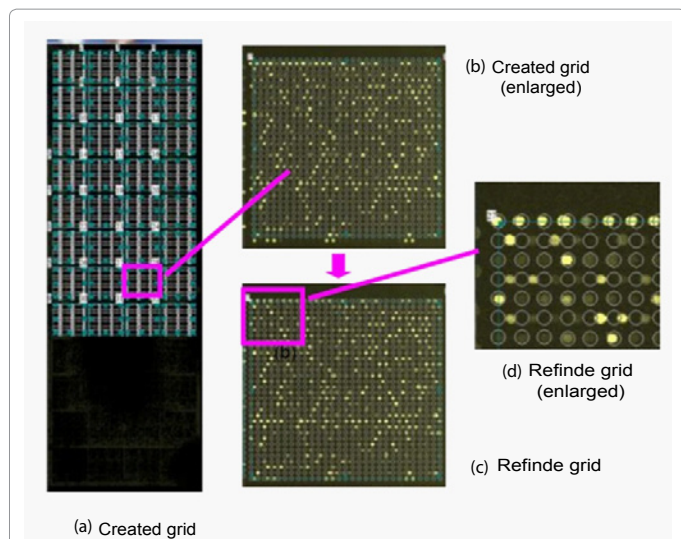 (b) Created grid
(enlarged)
(b)
(d) Refinde grid
(enlarged)
(c) Refinde grid
(a) Created grid